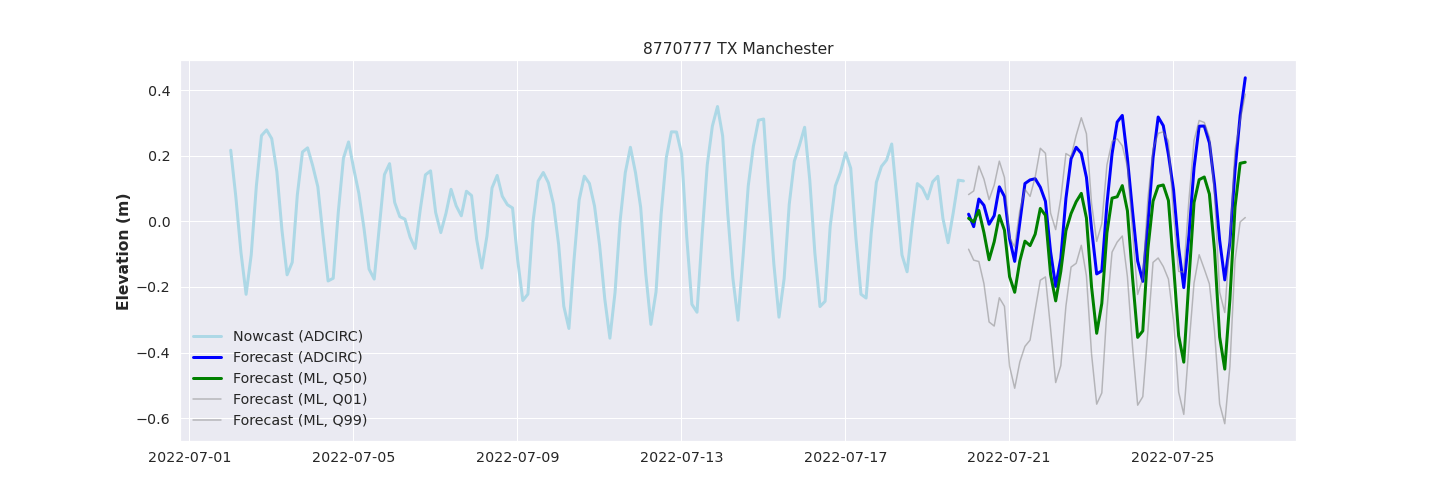 8770777 TX Manchester
Elevation (m)
0.4
0.2
0.0
−0.2
−0.4
−0.6
Nowcast (ADCIRC)
Forecast (ADCIRC)
Forecast (ML, Q50)
Forecast (ML, Q01)
Forecast (ML, Q99)
2022-07-01
2022-07-05
2022-07-09
2022-07-13
2022-07-17
2022-07-21
2022-07-25